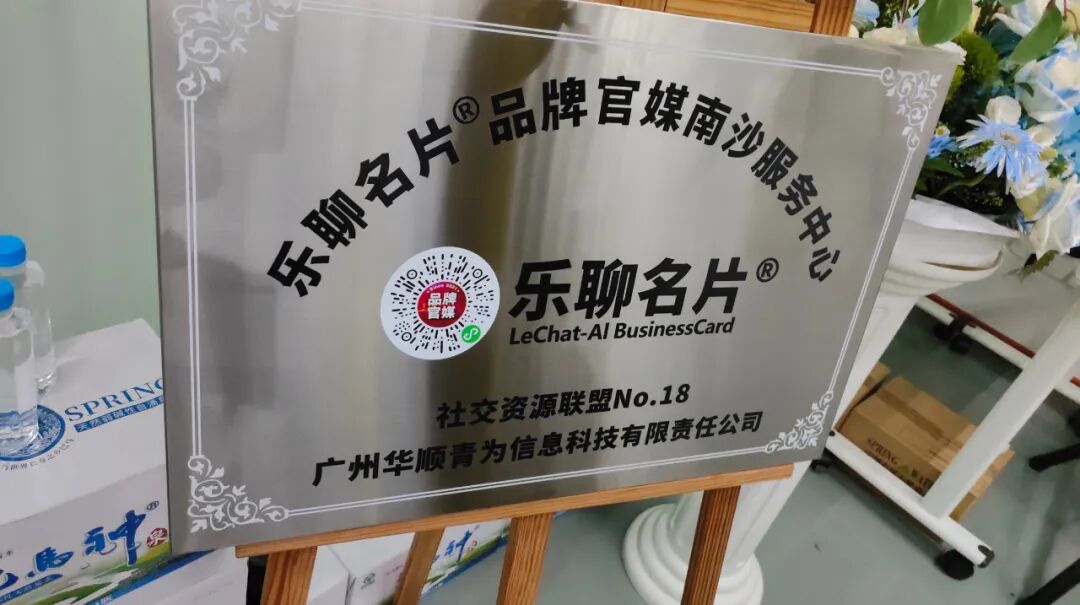 乐聊名片®品牌官媒南沙服务中心
品牌
官媒
乐聊名片®
LeChat-AI BusinessCard
社交资源联盟No.18
广州华顺青为信息科技有限责任公司
SPRING
SPRING